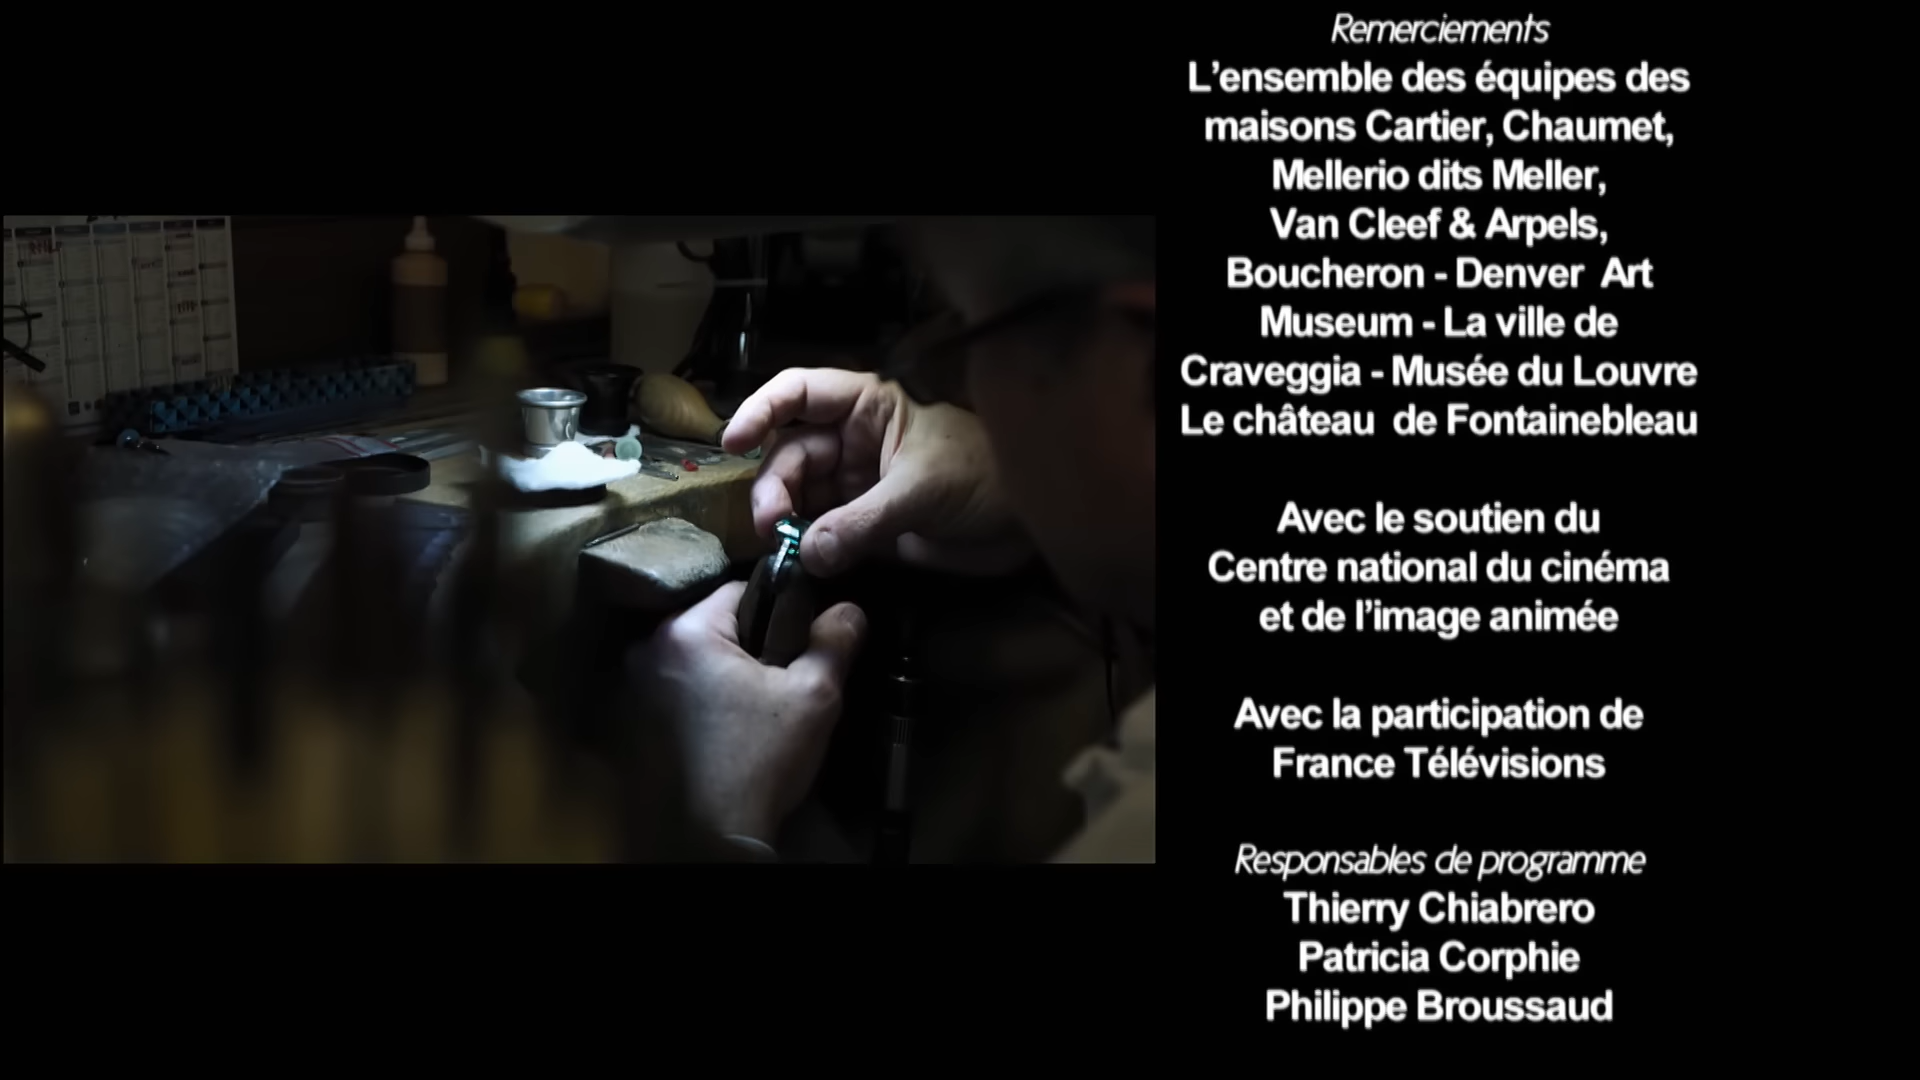 Remerciements
L'ensemble des équipes des
maisons Cartier, Chaumet,
Mellerio dits Meller,
Van Cleef & Arpels,
Boucheron - Denver Art
Museum - La ville de
Craveggia - Musée du Louvre
Le château de Fontainebleau
Avec le soutien du
Centre national du cinéma
et de l'image animée
Avec la participation de
France Télévisions
Responsables de programme
Thierry Chiabrero
Patricia Corphie
Philippe Broussaud